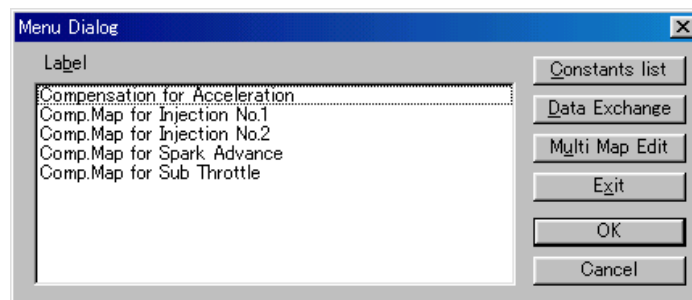 Menu Dialog
Label
Compensation for Acceleration
Comp.Map for Injection No.1
Comp.Map for Injection No.2
Comp.Map for Spark Advance
Comp.Map for Sub Throttle
Constants list
Data Exchange
Multi Map Edit
Exit
OK
Cancel